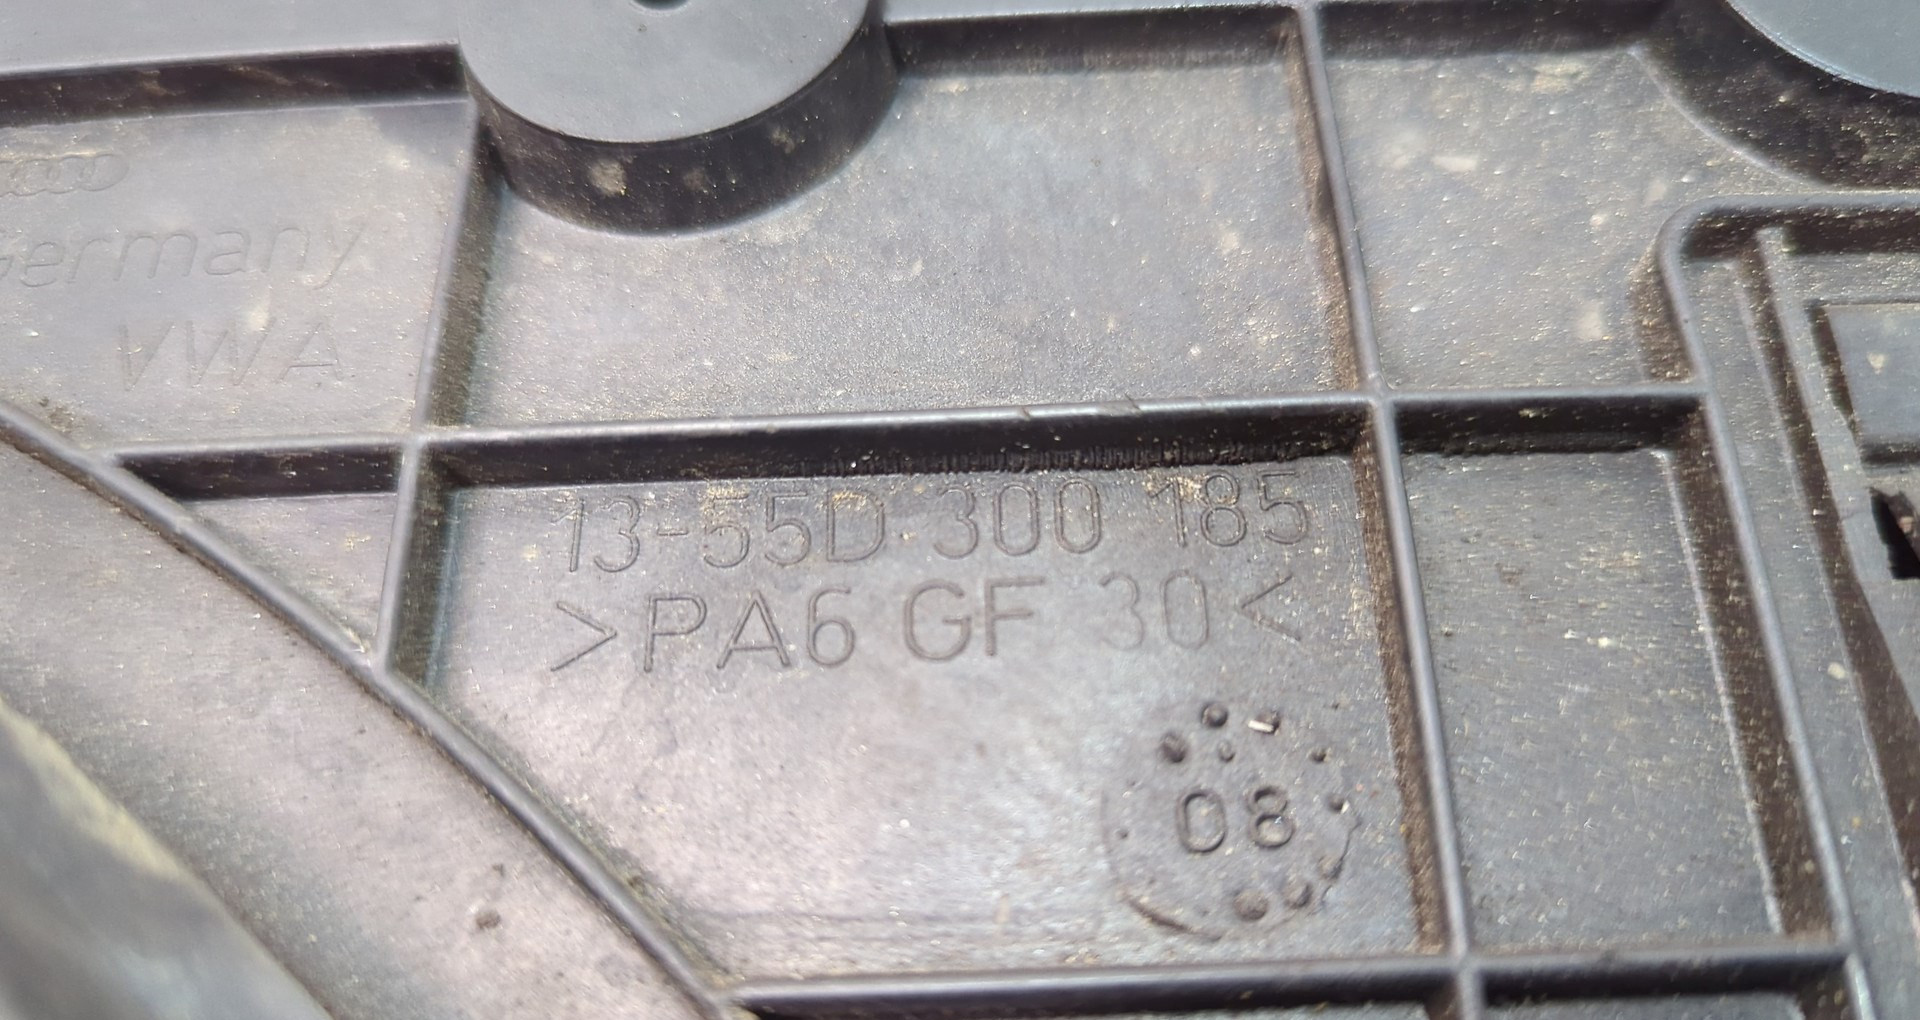 Germany
VWA
13-55D 300 185
>PA6 GF 30<
08